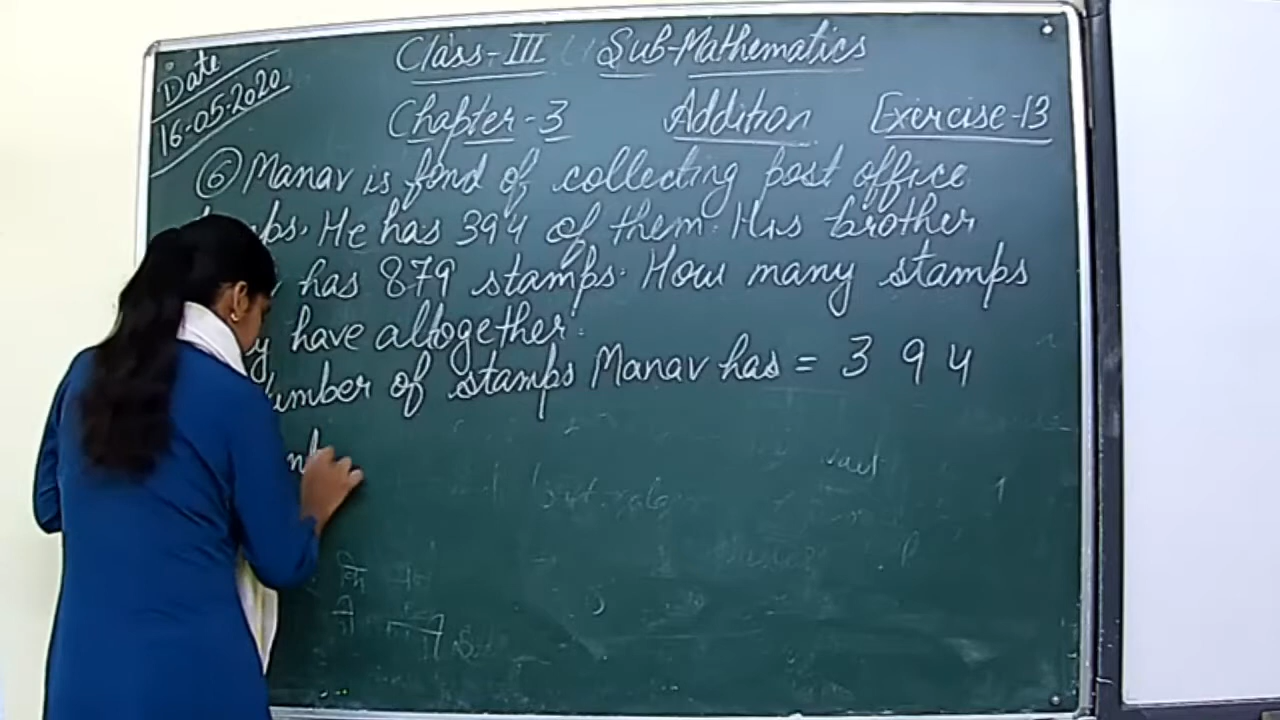 Date
16-05-2020
Class-III Sub-Mathematics
Chapter-3 Addition Exercise-13
6 Manav is fond of collecting post office
He has 394 of them. His brother
has 879 stamps. How many stamps
have altogether.
umber of stamps Manav has = 3 9 4